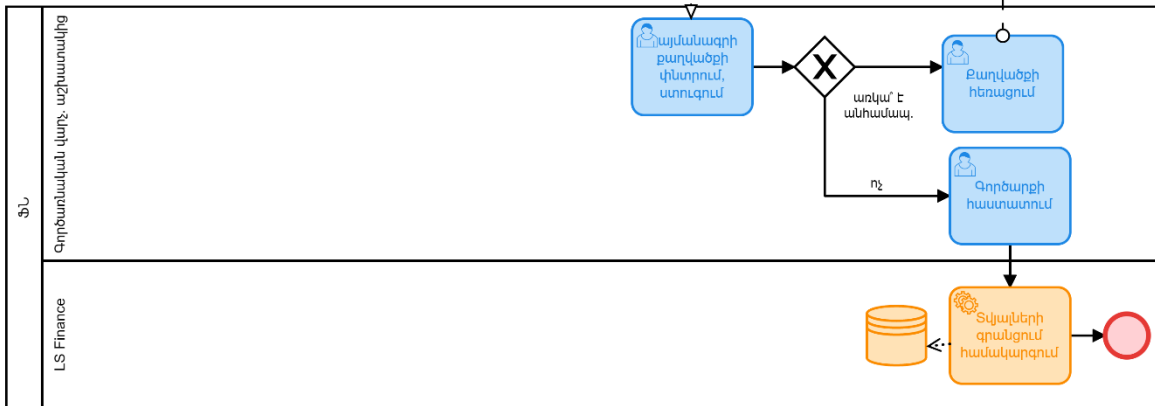 ՖՆ
Գործառնական վարչ. աշխատակից
այմանագրի
քաղվածքի
փնտրում,
ստուգում
առկա՞ է
անհամապ.
ոչ
Քաղվածքի
հեռացում
Գործարքի
հաստատում
LS Finance
Տվյալների
գրանցում
համակարգում